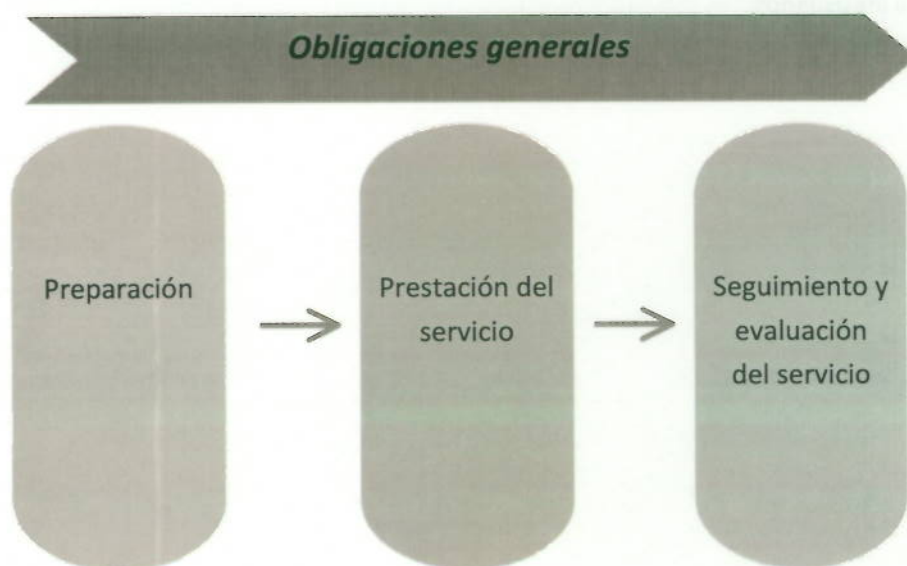 Obligaciones generales
Preparación
Prestación del
servicio
Seguimiento y
evaluación
del servicio